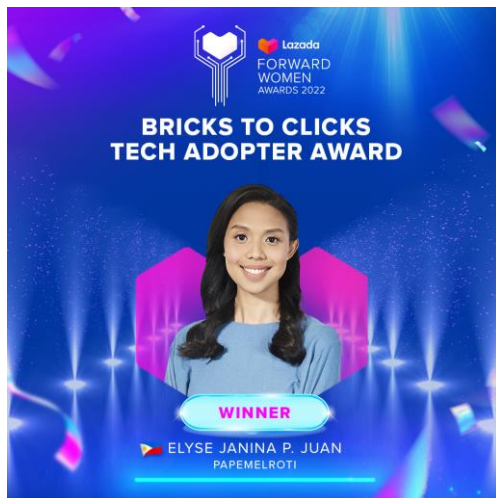 Lazada
FORWARD
WOMEN
AWARDS 2022
BRICKS TO CLICKS
TECH ADOPTER AWARD
WINNER
ELYSE JANINA P. JUAN
PAPEMELROTI